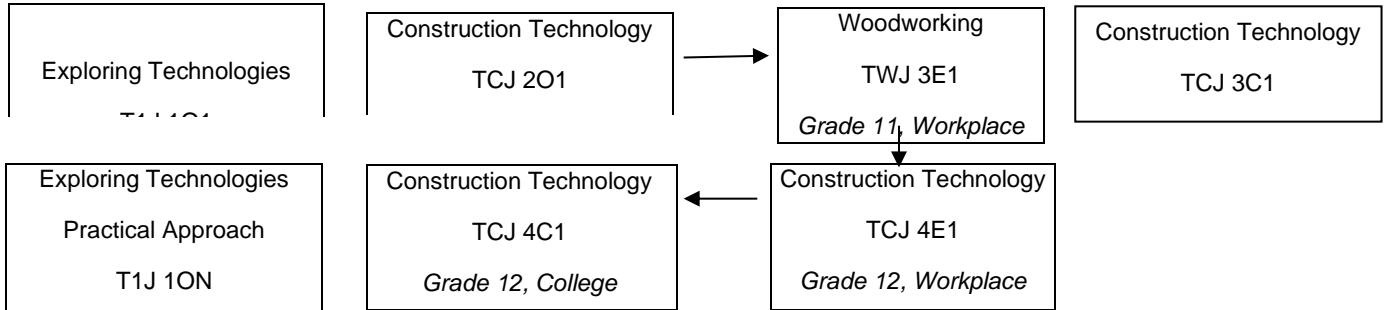 Exploring Technologies
Construction Technology
TCJ 2O1
Woodworking
TWJ 3E1
Grade 11, Workplace
Construction Technology
TCJ 3C1
Exploring Technologies
Practical Approach
T1J 1ON
Construction Technology
TCJ 4C1
Grade 12, College
Construction Technology
TCJ 4E1
Grade 12, Workplace